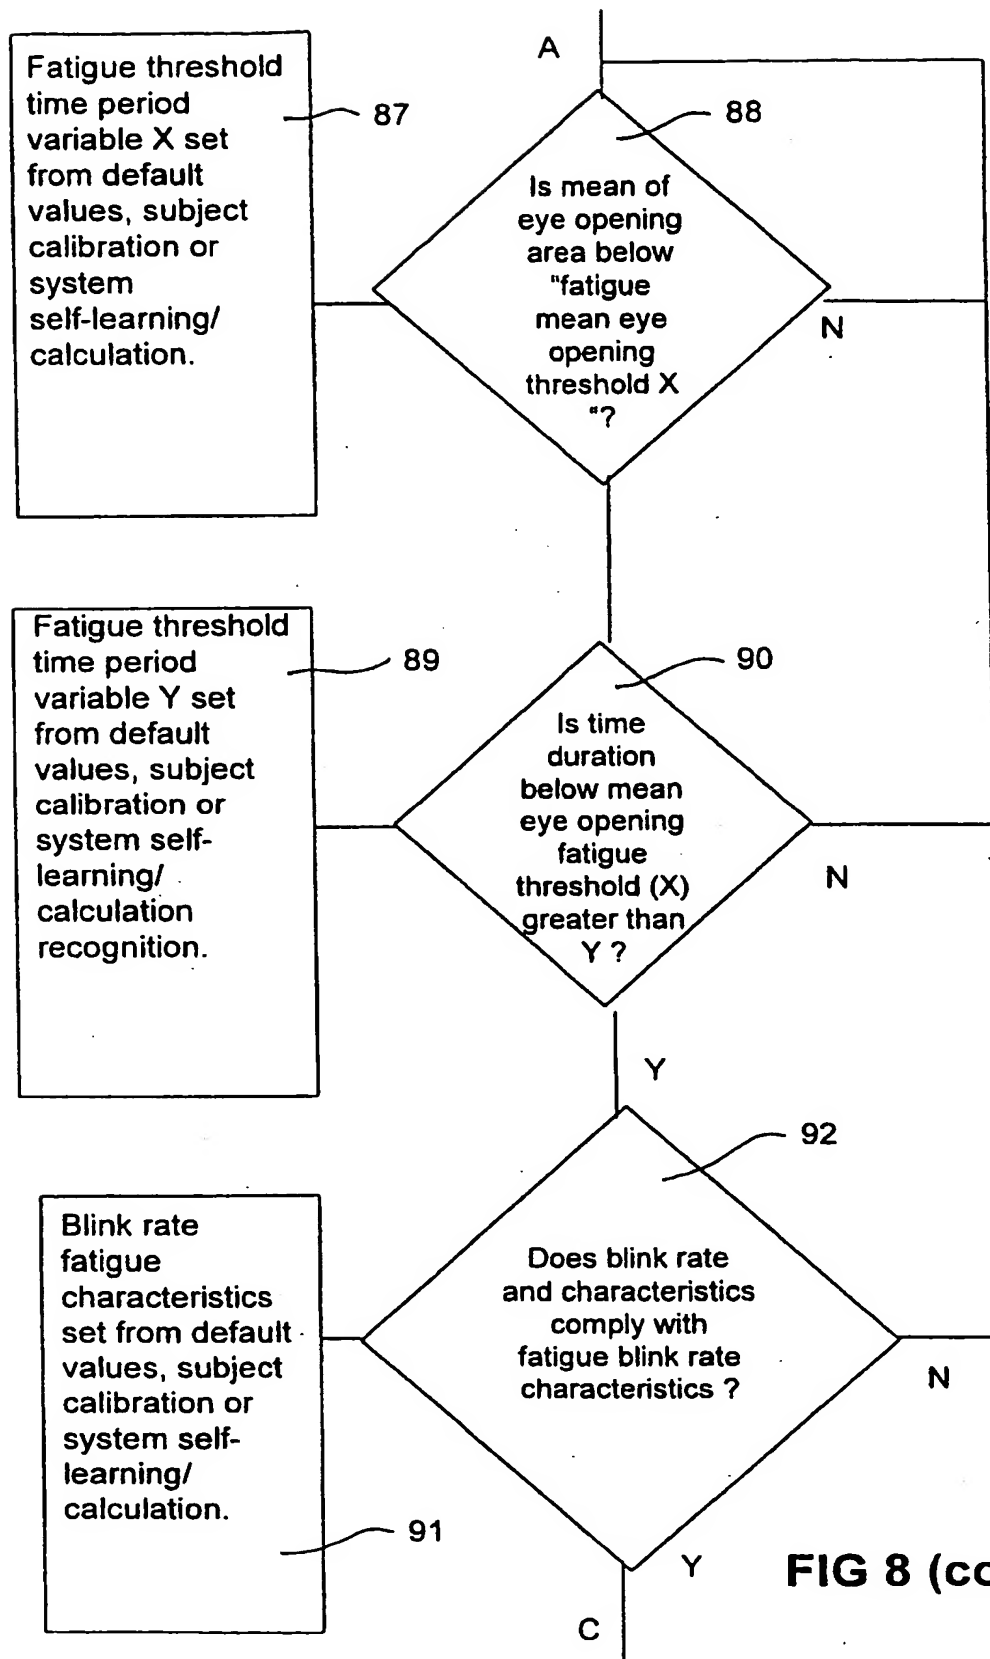 A
Fatigue threshold
time period
variable X set
from default
values, subject
calibration or
system
self-learning/
calculation.
87
88
Is mean of
eye opening
area below
"fatigue
mean eye
opening
threshold X
"?
N
Fatigue threshold
time period
variable Y set
from default
values, subject
calibration or
system self-
learning/
calculation
recognition.
89
90
Is time
duration
below mean
eye opening
fatigue
threshold (X)
greater than
Y ?
N
Y
92
Blink rate
fatigue
characteristics
set from default
values, subject
calibration or
system self-
learning/
calculation.
91
Does blink rate
and characteristics
comply with
fatigue blink rate
characteristics ?
N
Y
FIG 8 (co
C